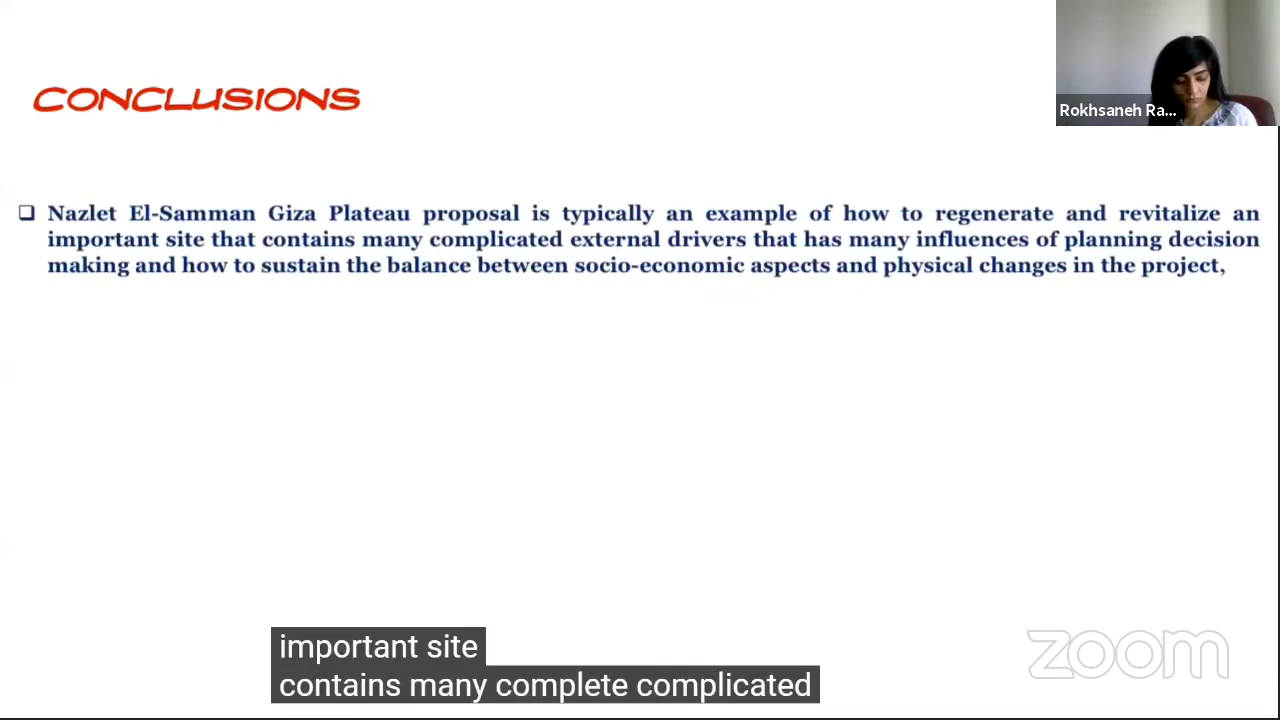 CONCLUSIONS
Rokhsaneh Ra...
❑ Nazlet El-Samman Giza Plateau proposal is typically an example of how to regenerate and revitalize an
important site that contains many complicated external drivers that has many influences of planning decision
making and how to sustain the balance between socio-economic aspects and physical changes in the project,
important site
contains many complete complicated
zoom